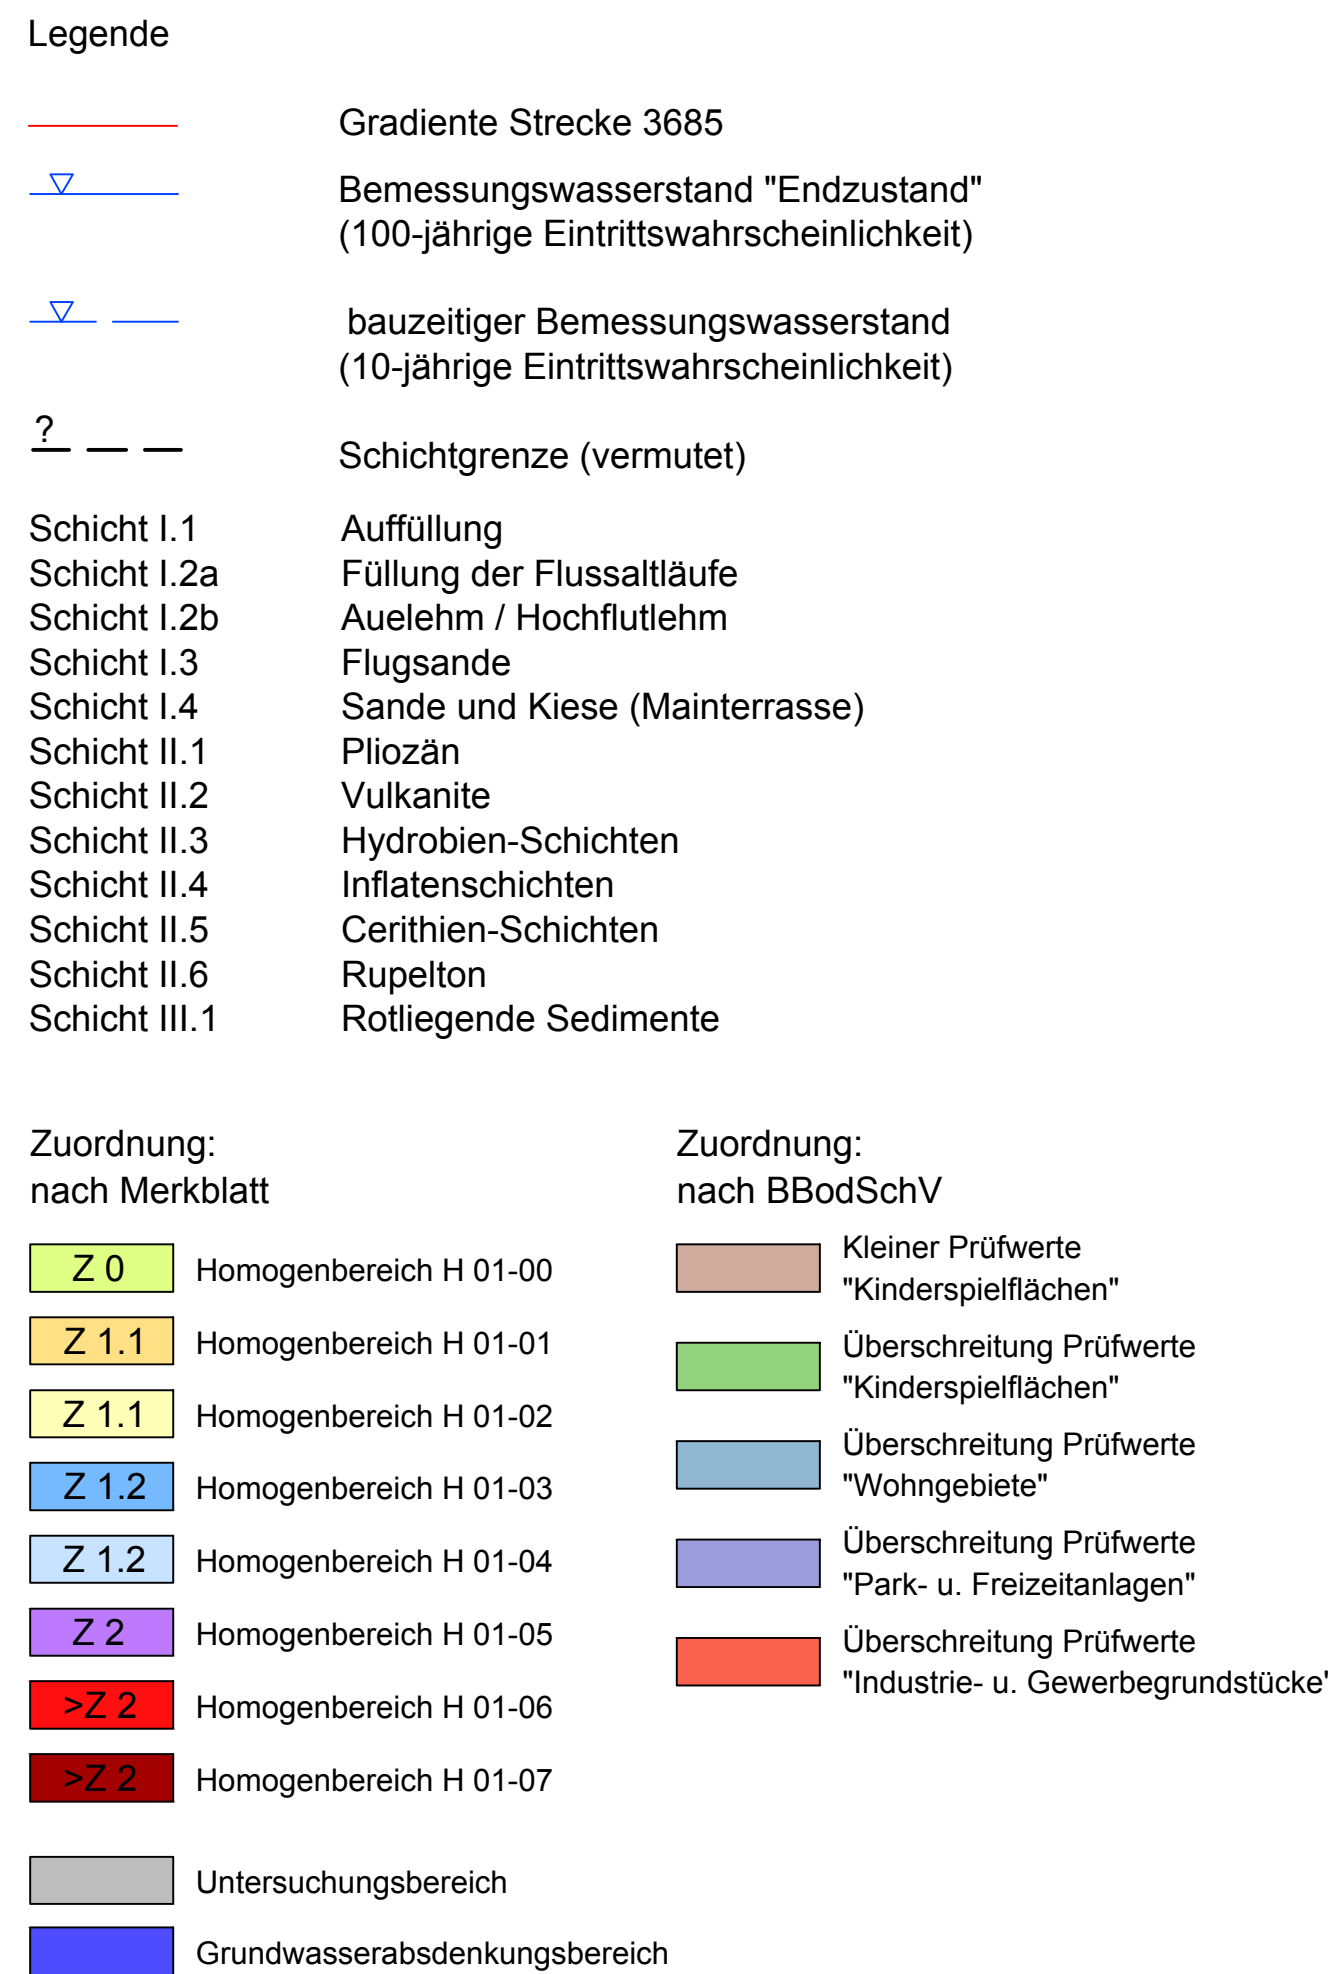 Legende
Gradiente Strecke 3685
Bemessungswasserstand "Endzustand"
(100-jährige Eintrittswahrscheinlichkeit)
bauzeitiger Bemessungswasserstand
(10-jährige Eintrittswahrscheinlichkeit)
?
Schichtgrenze (vermutet)
Schicht I.1 Auffüllung
Schicht I.2a Füllung der Flussaltläufe
Schicht I.2b Auelehm / Hochflutlehm
Schicht I.3 Flugsande
Schicht I.4 Sande und Kiese (Mainterrasse)
Schicht II.1 Pliozän
Schicht II.2 Vulkanite
Schicht II.3 Hydrobien-Schichten
Schicht II.4 Inflatenschichten
Schicht II.5 Cerithien-Schichten
Schicht II.6 Rupelton
Schicht III.1 Rotliegende Sedimente
Zuordnung:
nach Merkblatt
Z 0 Homogenbereich H 01-00
Z 1.1 Homogenbereich H 01-01
Z 1.1 Homogenbereich H 01-02
Z 1.2 Homogenbereich H 01-03
Z 1.2 Homogenbereich H 01-04
Z 2 Homogenbereich H 01-05
>Z 2 Homogenbereich H 01-06
>Z 2 Homogenbereich H 01-07
Untersuchungsbereich
Grundwasserabsdenkungsbereich
Zuordnung:
nach BBodSchV
Kleiner Prüfwerte
"Kinderspielflächen"
Überschreitung Prüfwerte
"Kinderspielflächen"
Überschreitung Prüfwerte
"Wohngebiete"
Überschreitung Prüfwerte
"Park- u. Freizeitanlagen"
Überschreitung Prüfwerte
"Industrie- u. Gewerbegrundstücke"